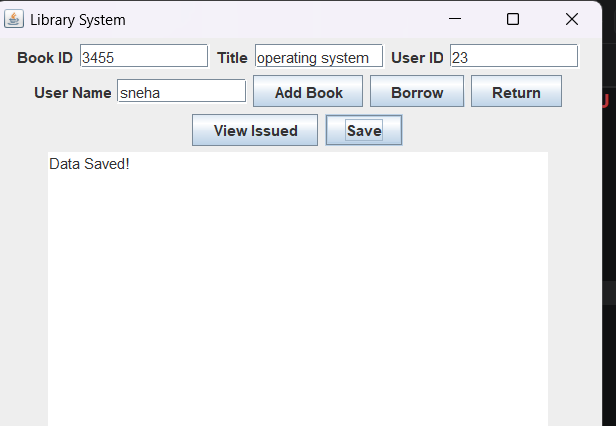 Library System
Book ID 3455 Title operating system User ID 23
User Name sneha Add Book Borrow Return
View Issued Save
Data Saved!